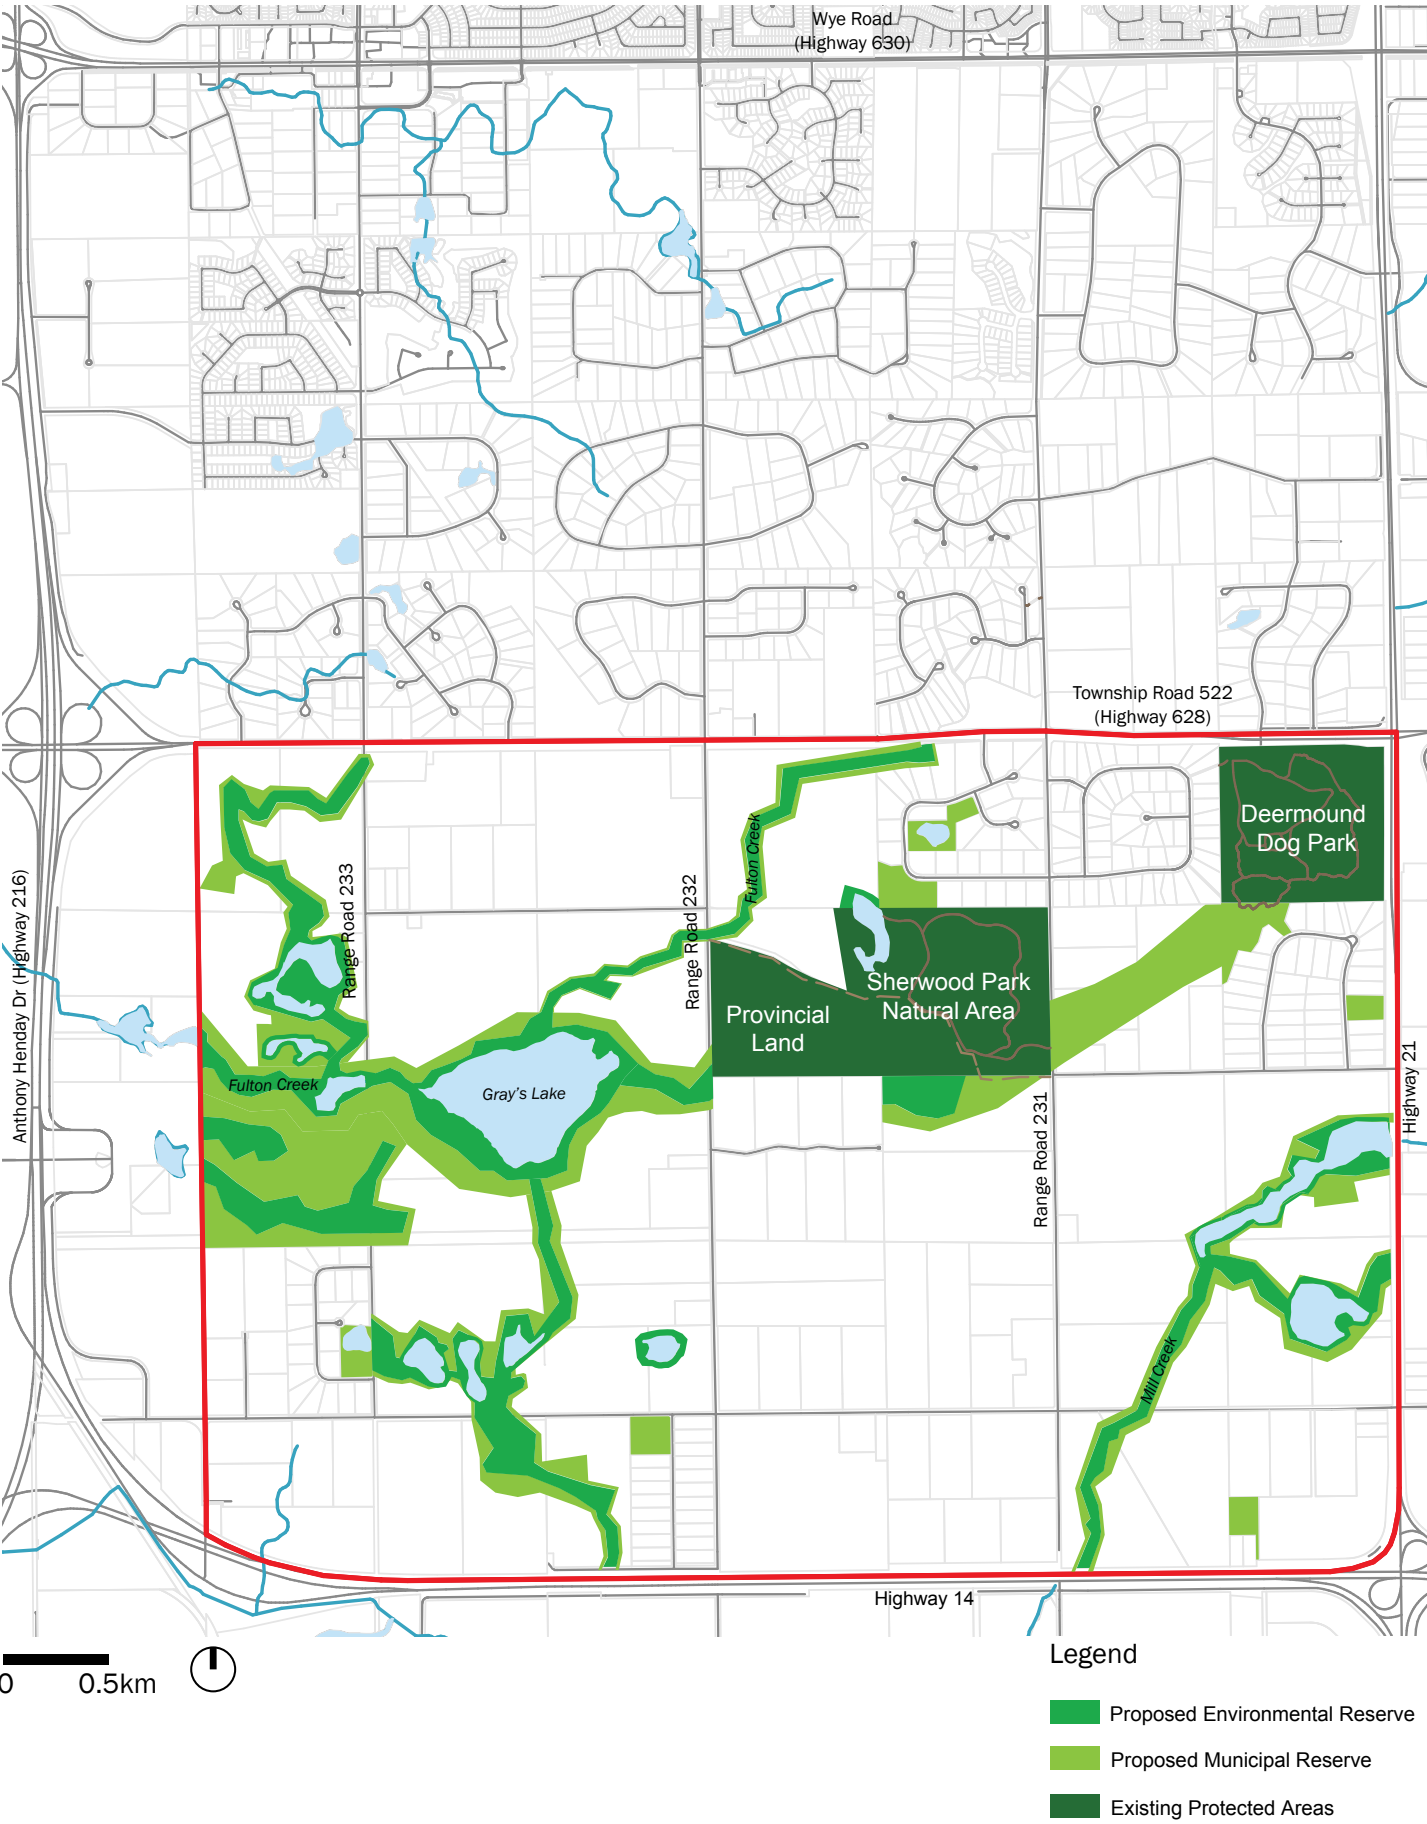 Wye Road
(Highway 630)
Township Road 522
(Highway 628)
Deermound
Dog Park
Fulton Creek
Range Road 233
Range Road 232
Anthony Henday Dr (Highway 216)
Sherwood Park
Natural Area
Provincial
Land
Fulton Creek
Gray's Lake
Range Road 231
Highway 21
Mill Creek
Highway 14
0 0.5km
Legend
Proposed Environmental Reserve
Proposed Municipal Reserve
Existing Protected Areas